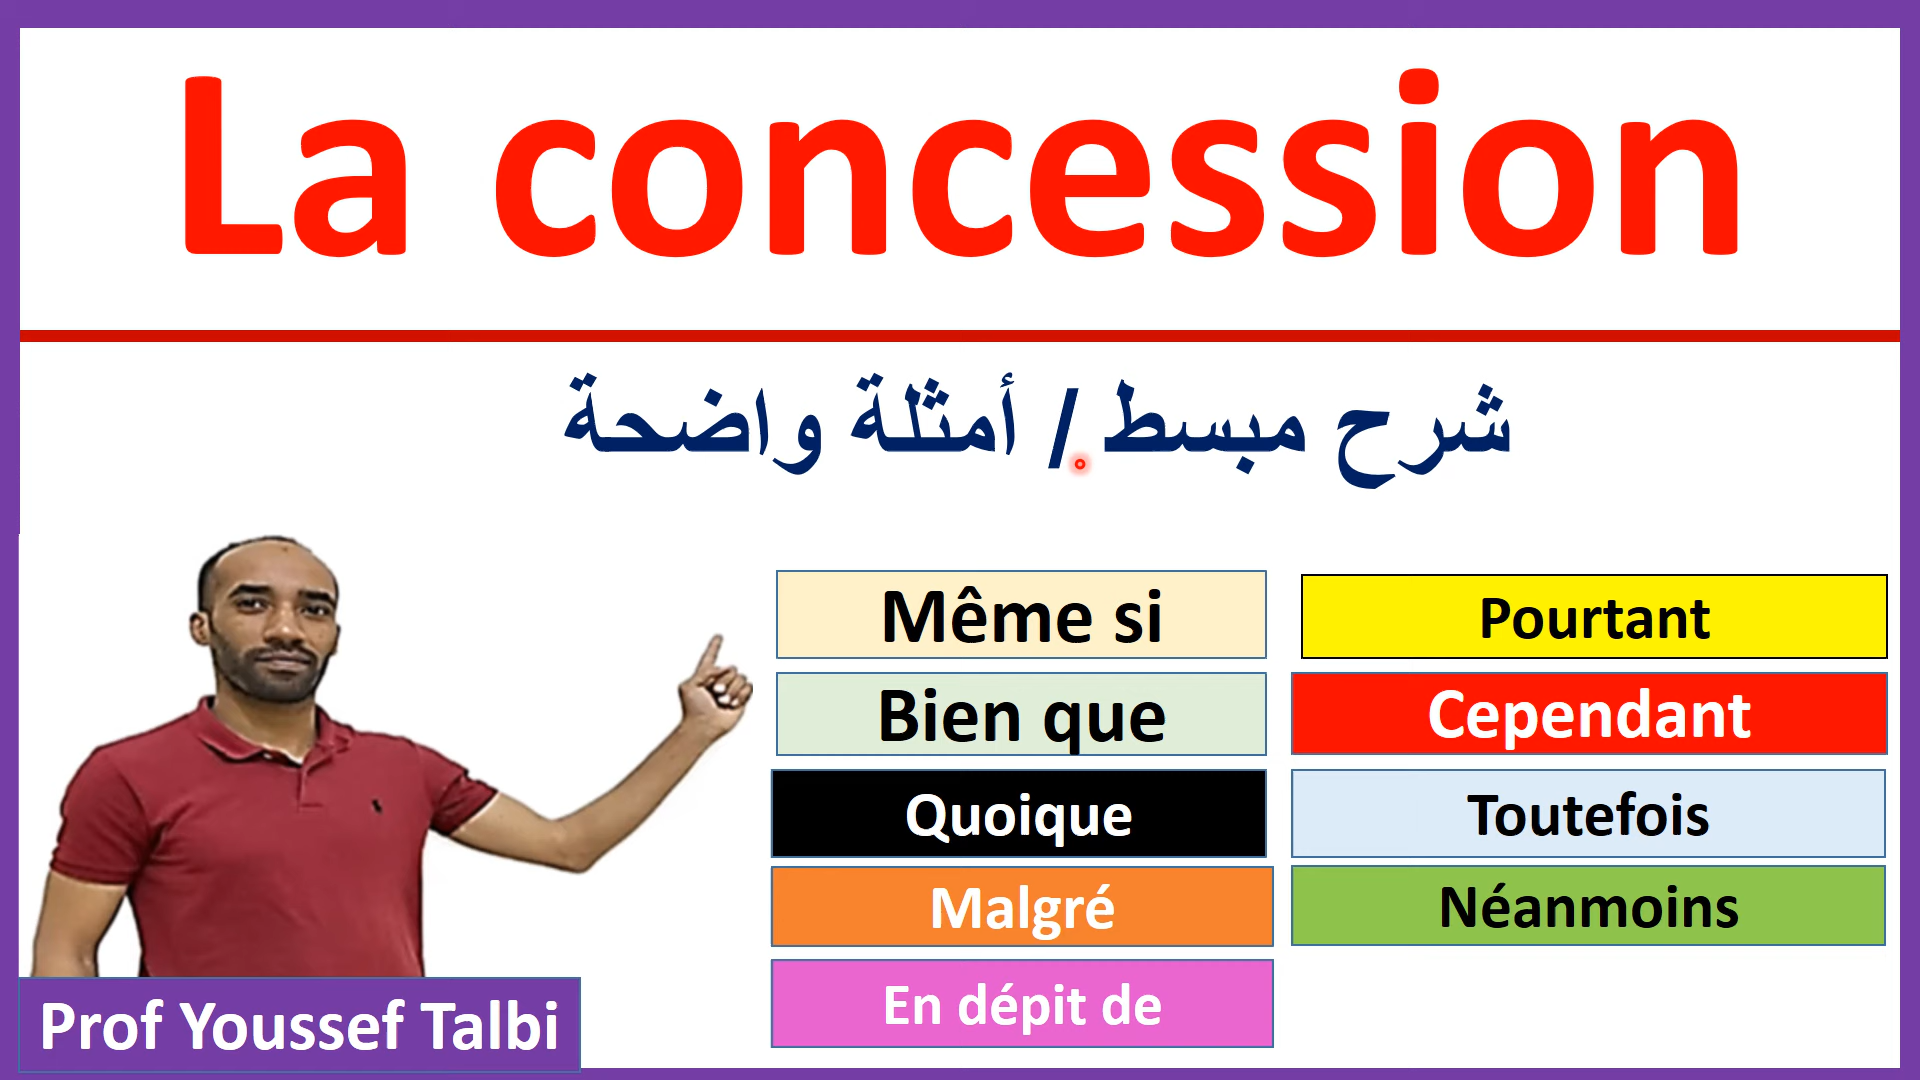 La concession
شرح مبسط / أمثلة واضحة
Même si
Pourtant
Bien que
Cependant
Quoique
Toutefois
Malgré
Néanmoins
En dépit de
Prof Youssef Talbi